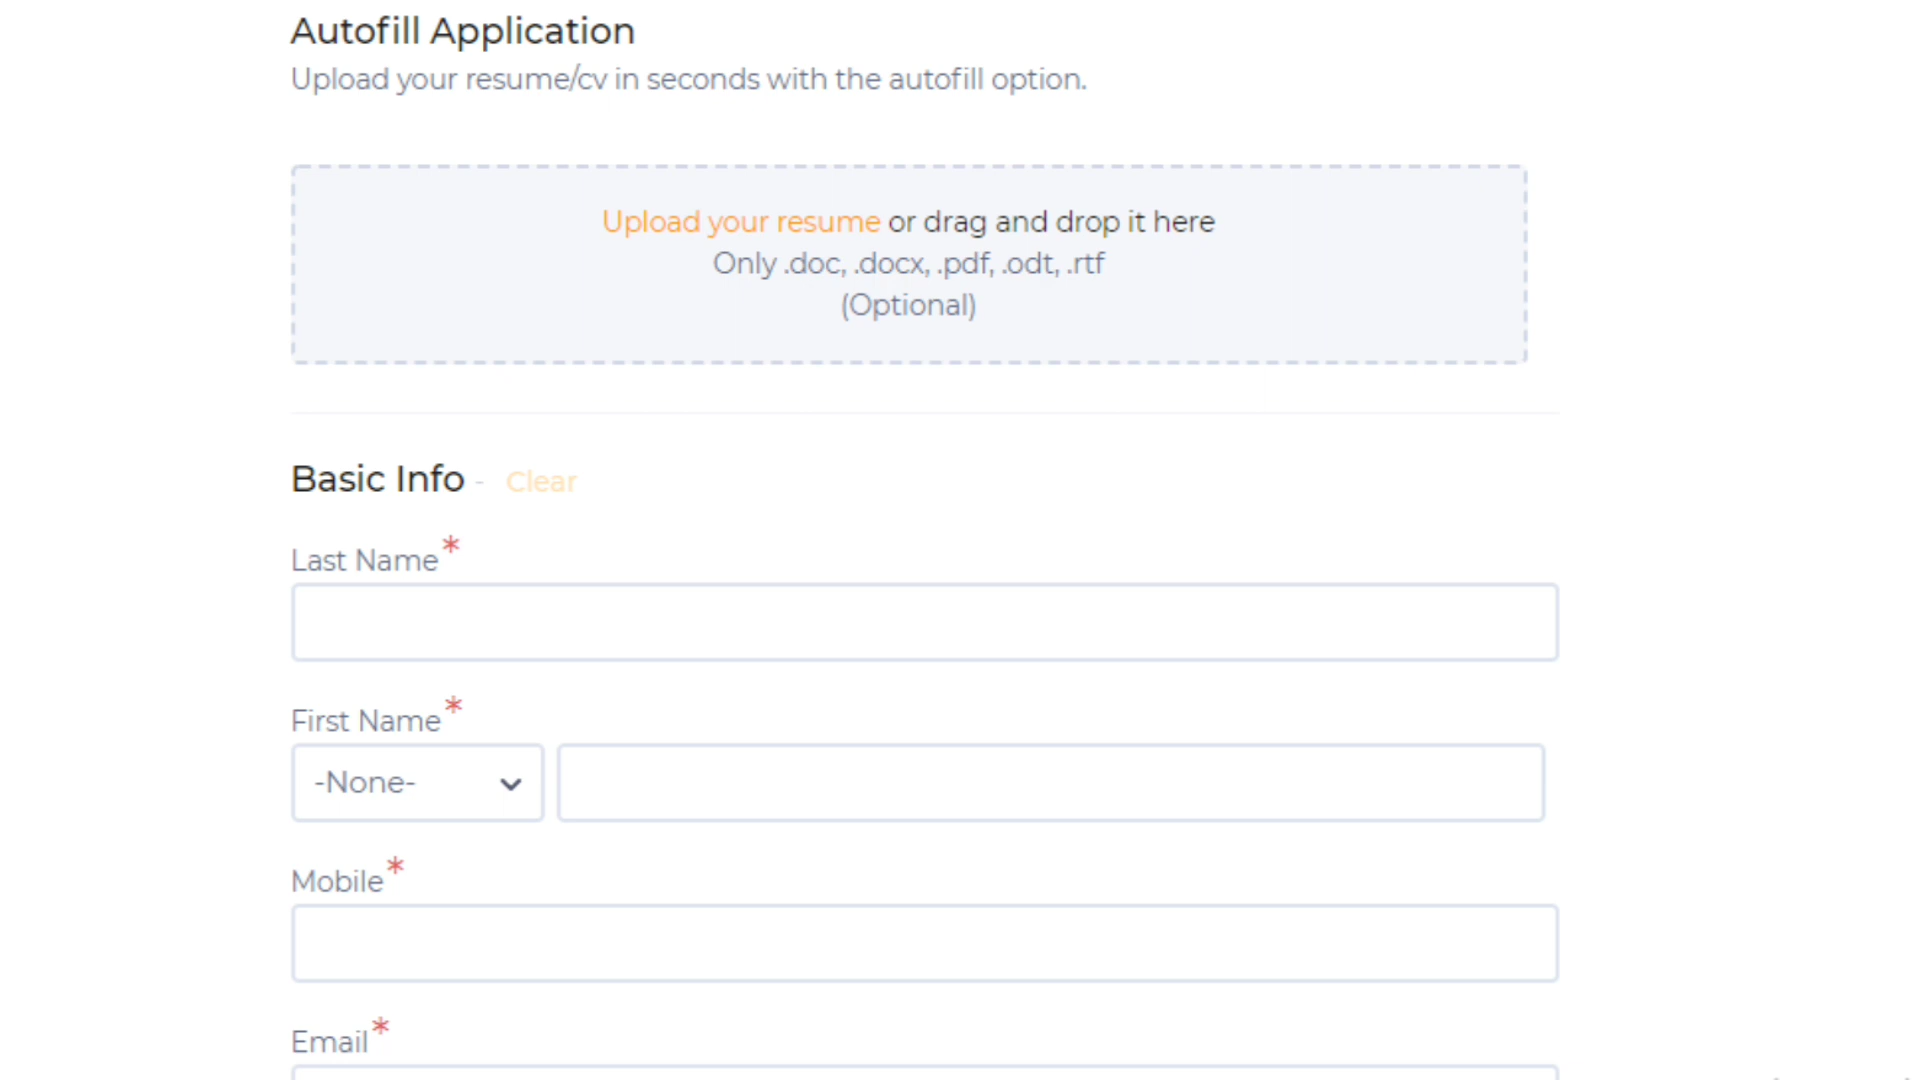 Autofill Application
Upload your resume/cv in seconds with the autofill option.
Upload your resume or drag and drop it here
Only .doc, .docx, .pdf, .odt, .rtf
(Optional)
Basic Info - Clear
Last Name*
First Name*
-None-
Mobile*
Email*